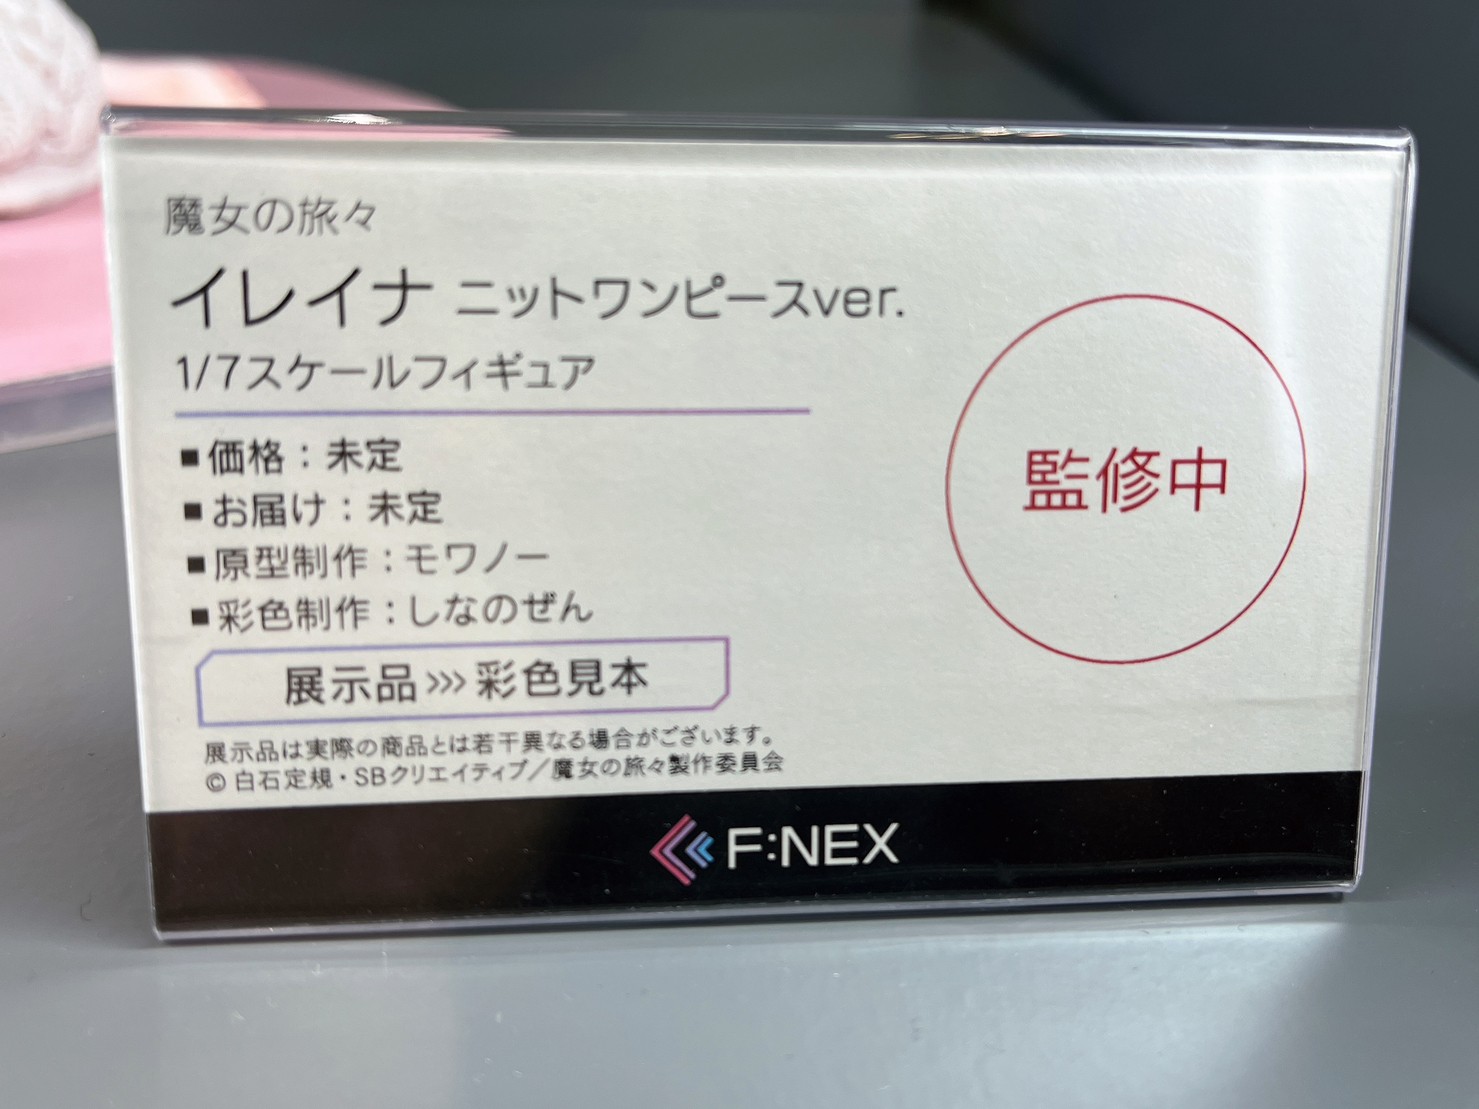 魔女の旅々
イレイナ ニットワンピースver.
1/7スケールフィギュア
■価格：未定
■お届け：未定
■原型制作：モワノー
■彩色制作：しなのぜん
展示品>>>彩色見本
展示品は実際の商品とは若干異なる場合がございます。
© 白石定規・SBクリエイティブ／魔女の旅々製作委員会
監修中
F:NEX